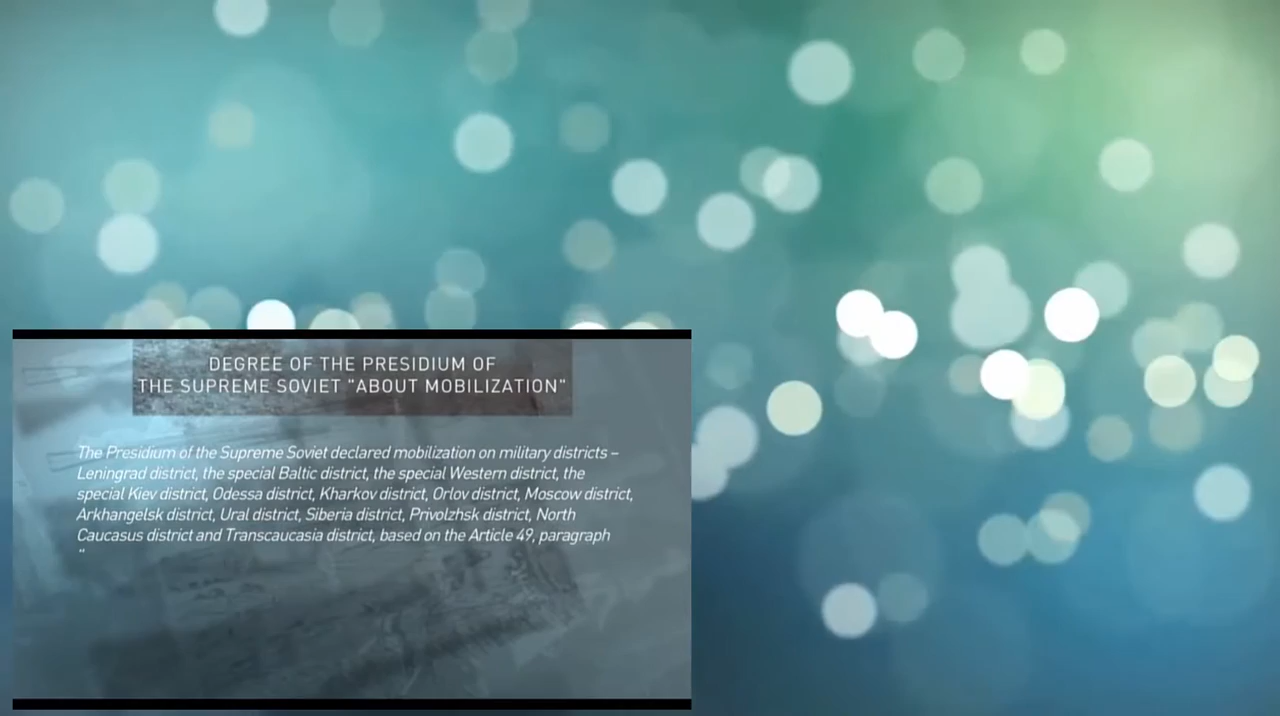 DEGREE OF THE PRESIDIUM OF
THE SUPREME SOVIET "ABOUT MOBILIZATION"
The Presidium of the Supreme Soviet declared mobilization on military districts –
Leningrad district, the special Baltic district, the special Western district, the
special Kiev district, Odessa district, Kharkov district, Orlov district, Moscow district,
Arkhangelsk district, Ural district, Siberia district, Privolzhsk district, North
Caucasus district and Transcaucasia district, based on the Article 49, paragraph
“